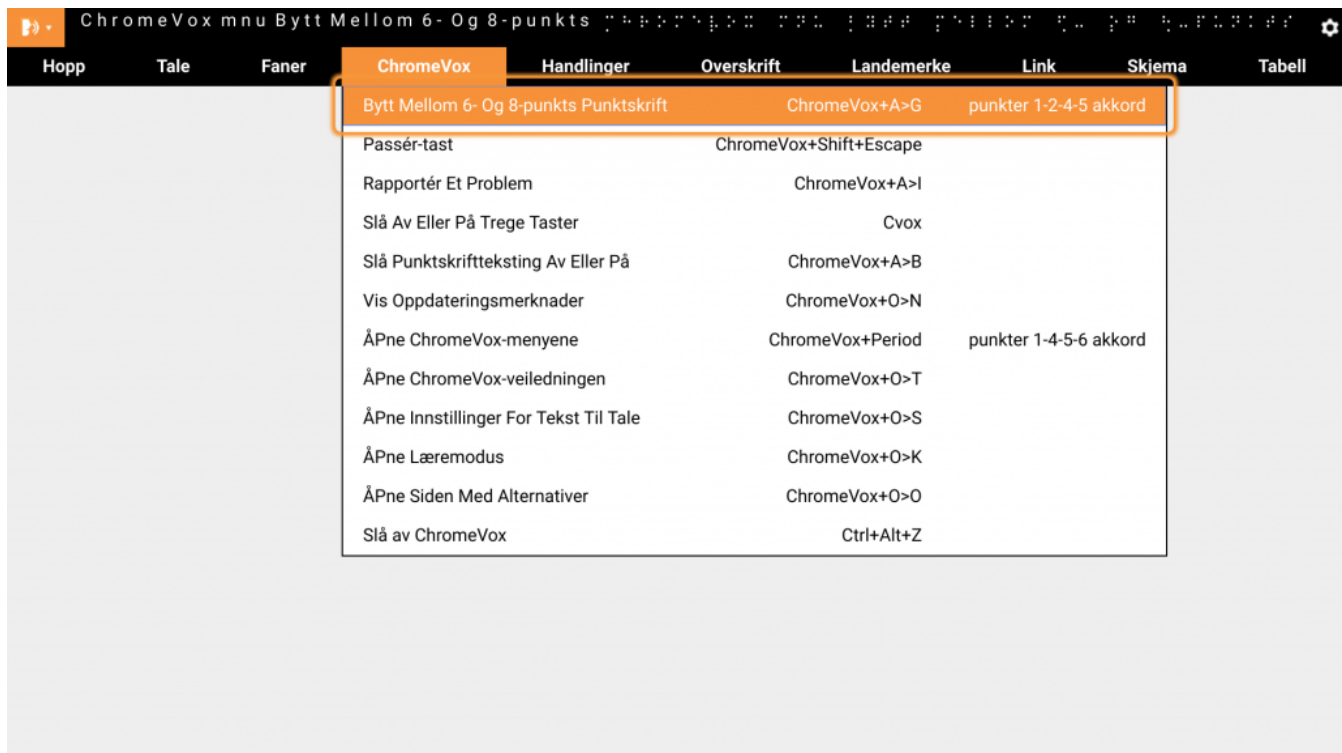 ChromeVox mnu Bytt Mellom 6- Og 8-punkts
Hopp Tale Faner ChromeVox Handlinger Overskrift Landemerke Link Skjema Tabell
Bytt Mellom 6- Og 8-punkts Punktskrift ChromeVox+A>G punkter 1-2-4-5 akkord
Passér-tast ChromeVox+Shift+Escape
Rapportér Et Problem ChromeVox+A>I
Slå Av Eller På Trege Taster Cvox
Slå Punktskriftteksting Av Eller På ChromeVox+A>B
Vis Oppdateringsmerknader ChromeVox+O>N
ÅPne ChromeVox-menyene ChromeVox+Period punkter 1-4-5-6 akkord
ÅPne ChromeVox-veiledningen ChromeVox+O>T
ÅPne Innstillinger For Tekst Til Tale ChromeVox+O>S
ÅPne Læremodus ChromeVox+O>K
ÅPne Siden Med Alternativer ChromeVox+O>O
Slå av ChromeVox Ctrl+Alt+Z